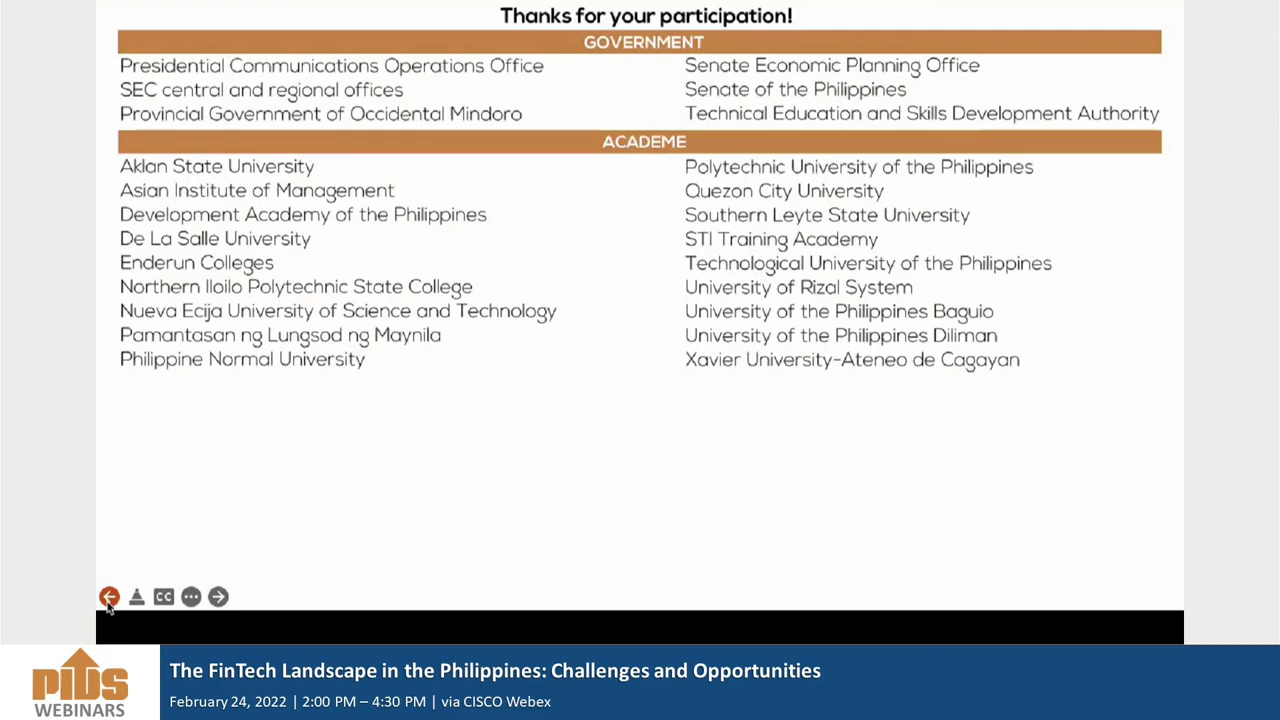 Thanks for your participation!
GOVERNMENT
Presidential Communications Operations Office
SEC central and regional offices
Provincial Government of Occidental Mindoro
Senate Economic Planning Office
Senate of the Philippines
Technical Education and Skills Development Authority
ACADEME
Aklan State University
Asian Institute of Management
Development Academy of the Philippines
De La Salle University
Enderun Colleges
Northern Iloilo Polytechnic State College
Nueva Ecija University of Science and Technology
Pamantasan ng Lungsod ng Maynila
Philippine Normal University
Polytechnic University of the Philippines
Quezon City University
Southern Leyte State University
STI Training Academy
Technological University of the Philippines
University of Rizal System
University of the Philippines Baguio
University of the Philippines Diliman
Xavier University-Ateneo de Cagayan
CC
PIDS
WEBINARS
The FinTech Landscape in the Philippines: Challenges and Opportunities
February 24, 2022 | 2:00 PM – 4:30 PM | via CISCO Webex